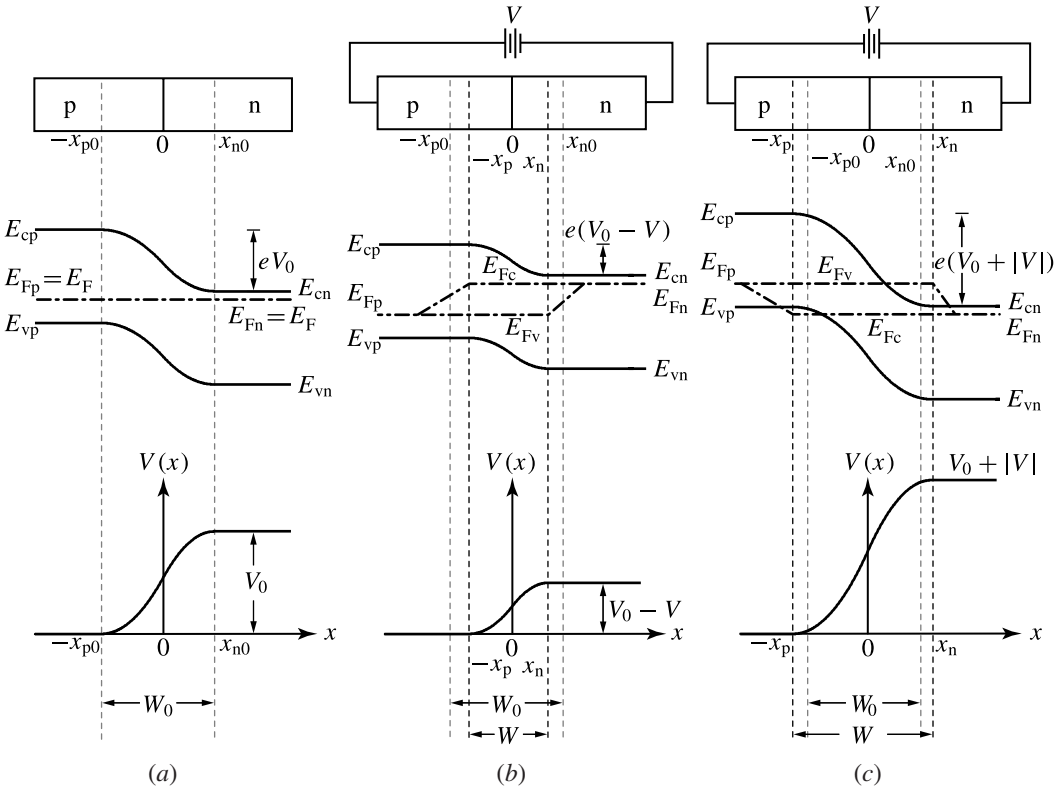 V
V
p
n
p
n
p
n
−x_p0
0
x_n0
−x_p0
0
x_n0
−x_p
x_n
−x_p
0
x_n
−x_p0
x_n0
E_cp
eV_0
E_cn
E_Fp = E_F
E_Fn = E_F
E_vp
E_vn
e(V_0 − V)
E_cp
E_Fc
E_cn
E_Fp
E_Fn
E_Fv
E_vp
E_vn
E_cp
e(V_0 + |V|)
E_Fp
E_Fv
E_vp
E_cn
E_Fc
E_Fn
E_vn
V(x)
V_0
−x_p0
0
x_n0
x
W_0
V(x)
V_0 − V
0
x
−x_p
x_n
W_0
W
V(x)
V_0 + |V|
−x_p
0
x_n
x
W_0
W
(a)
(b)
(c)